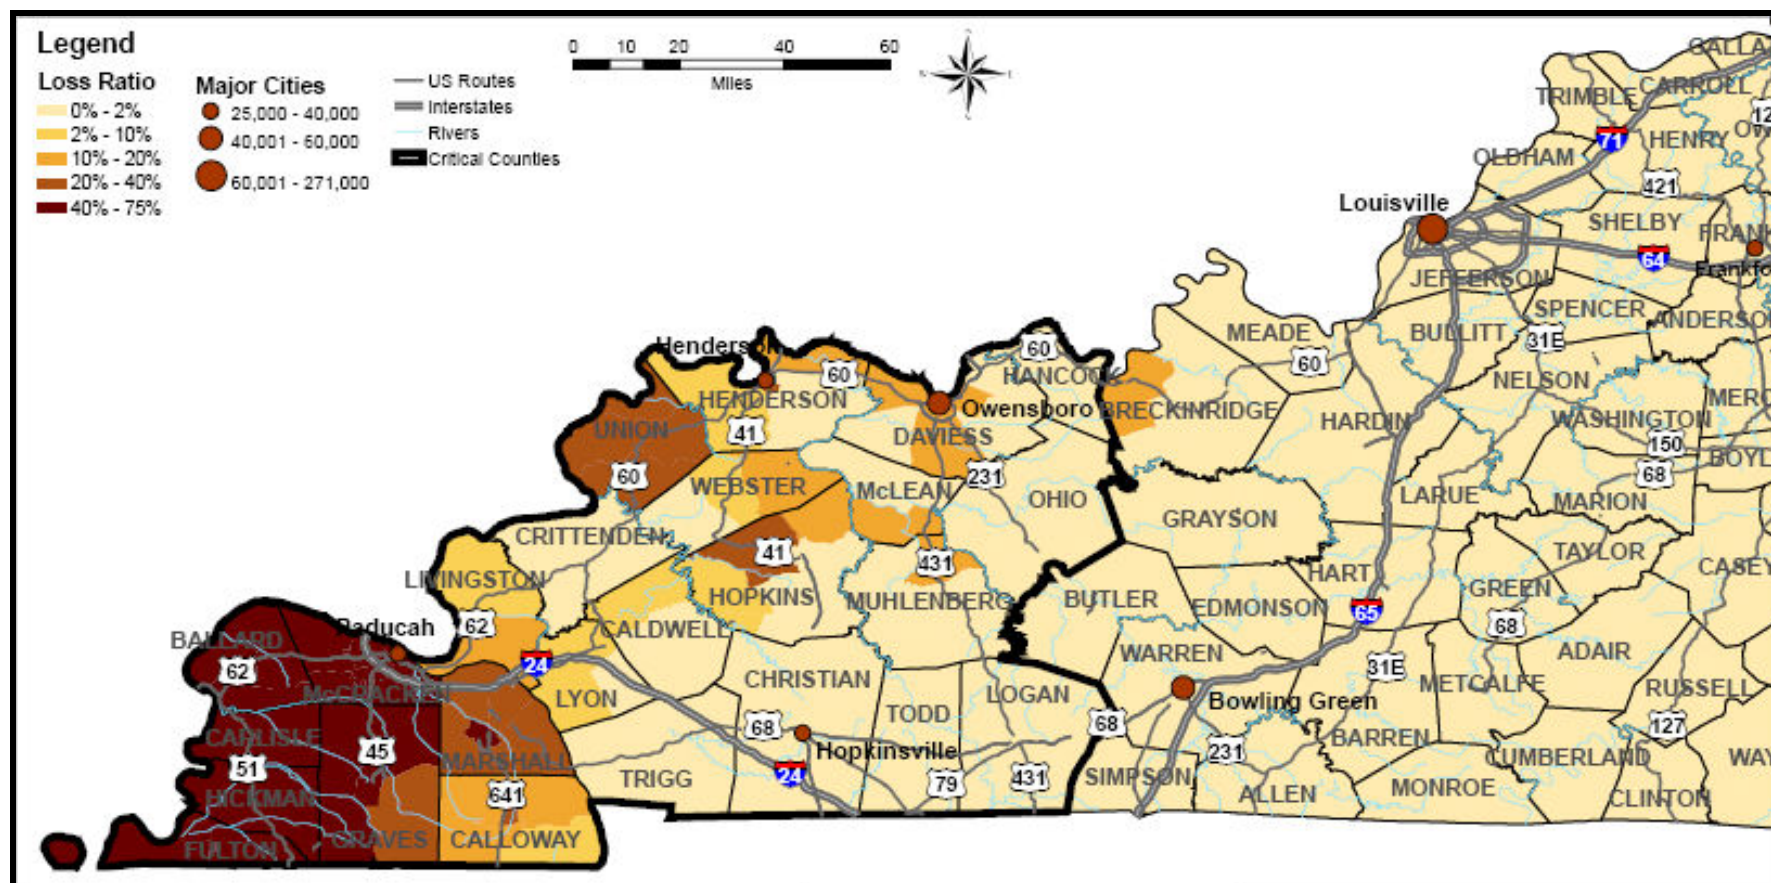 Legend
Loss Ratio
0% - 2%
2% - 10%
10% - 20%
20% - 40%
40% - 75%
Major Cities
25,000 - 40,000
40,001 - 60,000
60,001 - 271,000
US Routes
Interstates
Rivers
Critical Counties
0 10 20 40 60
Miles
CARROLL
TRIMBLE
71
HENRY
OLDHAM
421
Louisville
SHELBY
64
JEFFERSON
SPENCER
MEADE
BULLITT
31E
60
Henderson
60
60
HANCOCK
NELSON
HENDERSON
Owensboro
BRECKINRIDGE
HARDIN
WASHINGTON
UNION
41
DAVIESS
150
60
231
68
WEBSTER
McLEAN
OHIO
LARUE
MARION
GRAYSON
CRITTENDEN
41
431
TAYLOR
CASEY
LIVINGSTON
HART
GREEN
HOPKINS
MUHLENBERG
BUTLER
EDMONSON
65
68
BALLARD
Paducah
62
CALDWELL
62
24
WARREN
ADAIR
31E
McCRACKEN
LYON
CHRISTIAN
LOGAN
METCALFE
RUSSELL
Bowling Green
TODD
68
68
127
CARLISLE
45
Hopkinsville
231
BARREN
51
MARSHALL
TRIGG
24
79
431
SIMPSON
CUMBERLAND
HICKMAN
641
ALLEN
MONROE
CLINTON
FULTON
GRAVES
CALLOWAY